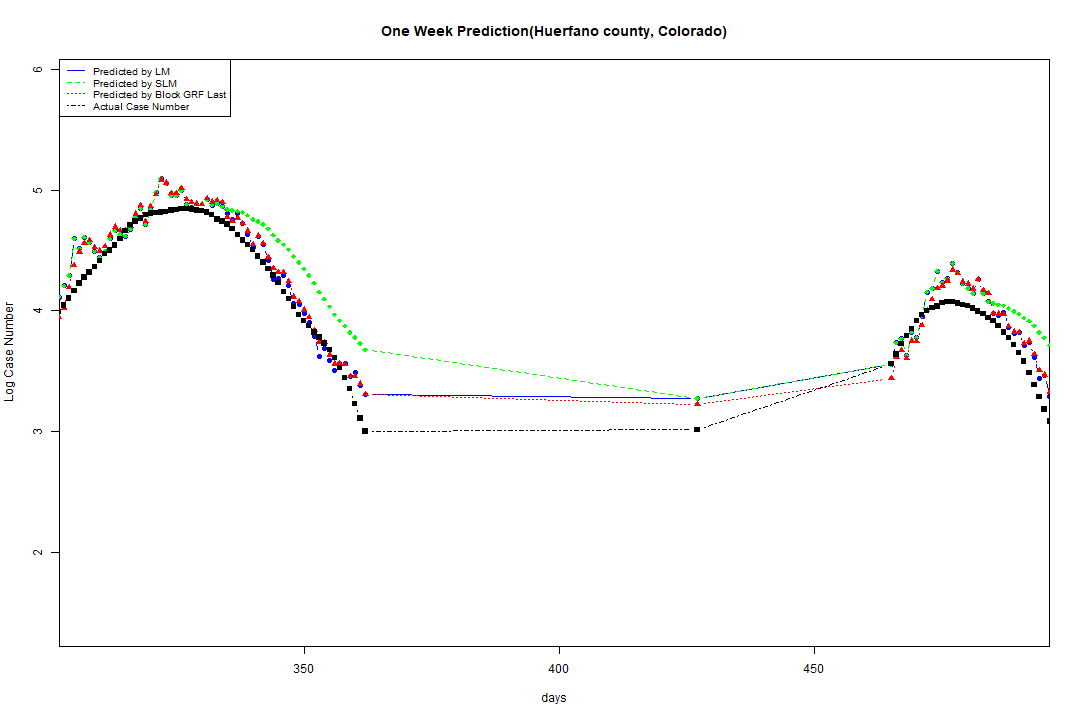 One Week Prediction(Huerfano county, Colorado)
Predicted by LM
Predicted by SLM
Predicted by Block GRF Last
Actual Case Number
6
5
4
3
2
Log Case Number
350
400
450
days